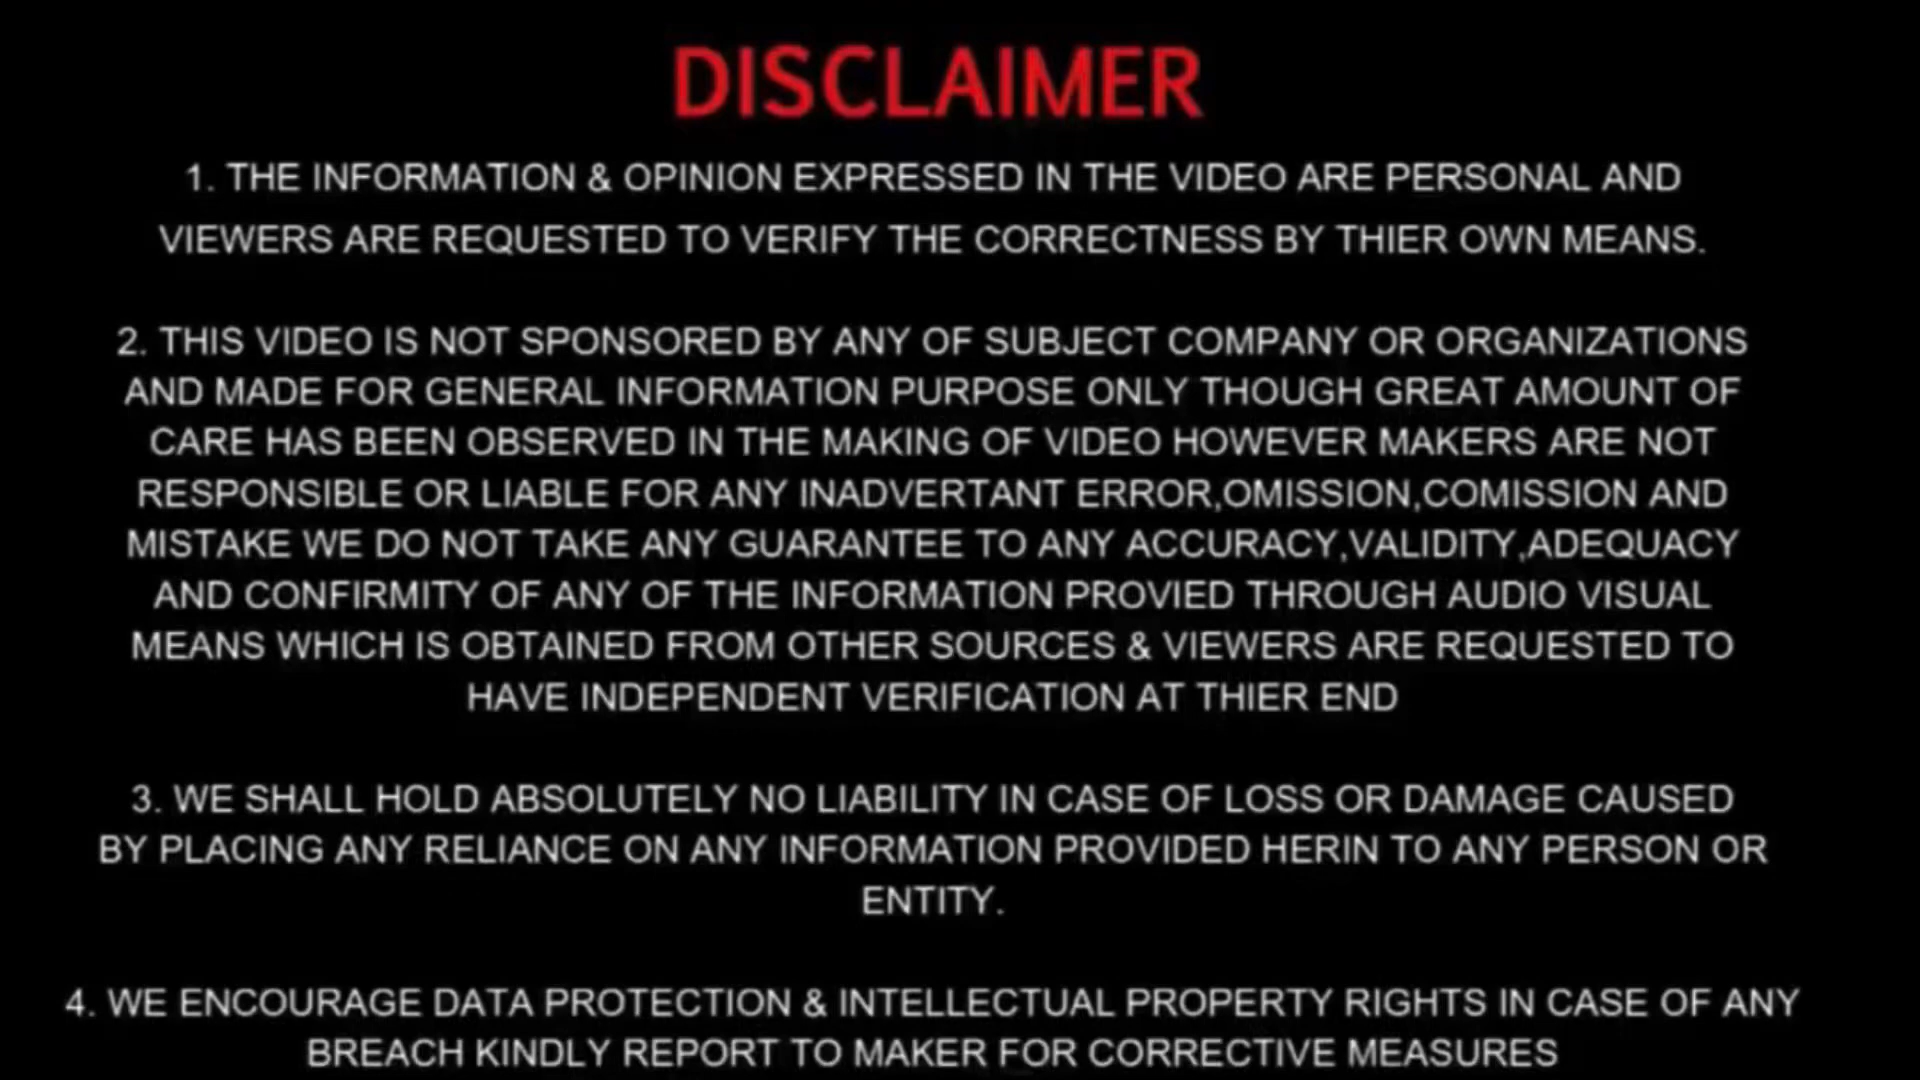 DISCLAIMER
1. THE INFORMATION & OPINION EXPRESSED IN THE VIDEO ARE PERSONAL AND
VIEWERS ARE REQUESTED TO VERIFY THE CORRECTNESS BY THIER OWN MEANS.
2. THIS VIDEO IS NOT SPONSORED BY ANY OF SUBJECT COMPANY OR ORGANIZATIONS
AND MADE FOR GENERAL INFORMATION PURPOSE ONLY THOUGH GREAT AMOUNT OF
CARE HAS BEEN OBSERVED IN THE MAKING OF VIDEO HOWEVER MAKERS ARE NOT
RESPONSIBLE OR LIABLE FOR ANY INADVERTANT ERROR,OMISSION,COMISSION AND
MISTAKE WE DO NOT TAKE ANY GUARANTEE TO ANY ACCURACY,VALIDITY,ADEQUACY
AND CONFIRMITY OF ANY OF THE INFORMATION PROVIED THROUGH AUDIO VISUAL
MEANS WHICH IS OBTAINED FROM OTHER SOURCES & VIEWERS ARE REQUESTED TO
HAVE INDEPENDENT VERIFICATION AT THIER END
3. WE SHALL HOLD ABSOLUTELY NO LIABILITY IN CASE OF LOSS OR DAMAGE CAUSED
BY PLACING ANY RELIANCE ON ANY INFORMATION PROVIDED HERIN TO ANY PERSON OR
ENTITY.
4. WE ENCOURAGE DATA PROTECTION & INTELLECTUAL PROPERTY RIGHTS IN CASE OF ANY
BREACH KINDLY REPORT TO MAKER FOR CORRECTIVE MEASURES